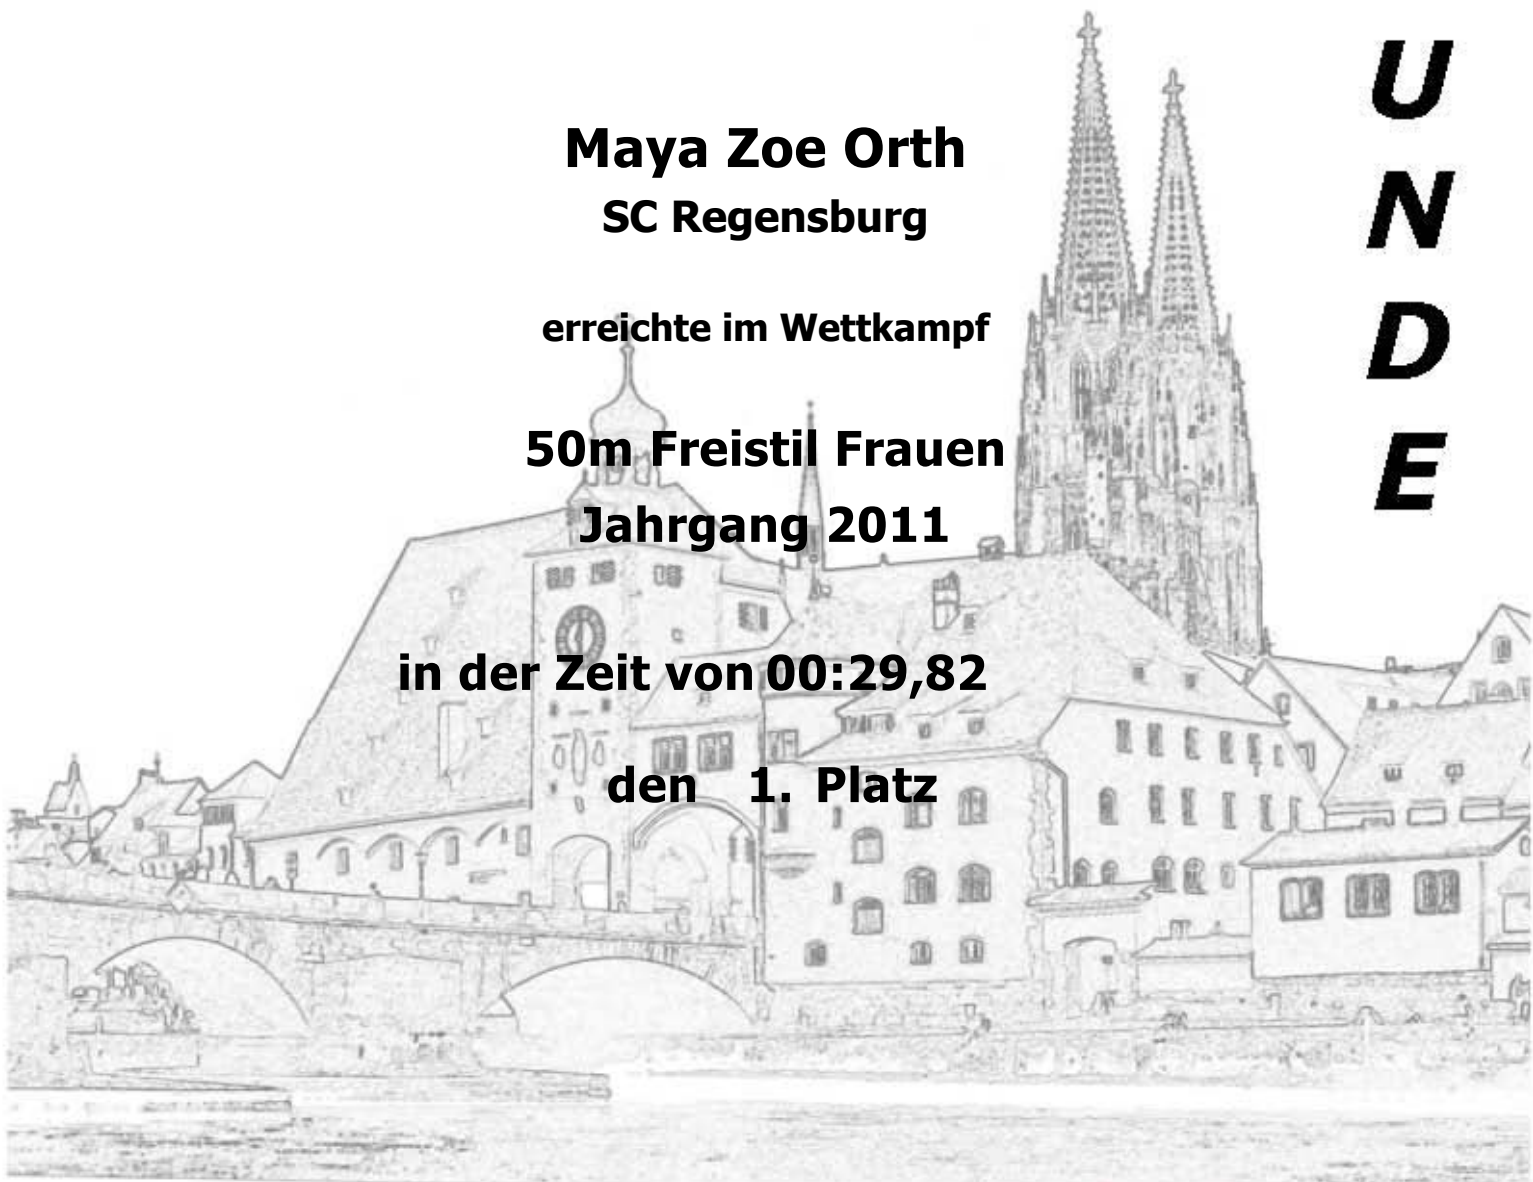 Maya Zoe Orth
SC Regensburg
erreichte im Wettkampf
50m Freistil Frauen
Jahrgang 2011
in der Zeit von 00:29,82
den 1. Platz
U
N
D
E